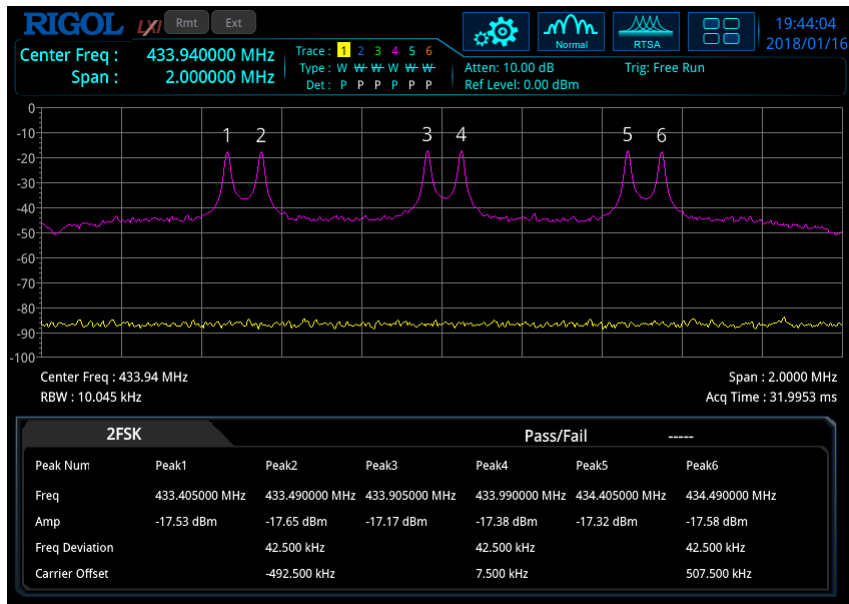 RIGOL LXI Rmt Ext
Normal RTSA
19:44:04
2018/01/16
Center Freq : 433.940000 MHz
Span : 2.000000 MHz
Trace : 1 2 3 4 5 6
Type : W W W W W W
Det : P P P P P P
Atten: 10.00 dB Trig: Free Run
Ref Level: 0.00 dBm
0
1 2 3 4 5 6
-10
-20
-30
-40
-50
-60
-70
-80
-90
-100
Center Freq : 433.94 MHz Span : 2.0000 MHz
RBW : 10.045 kHz Acq Time : 31.9953 ms
2FSK Pass/Fail -----
Peak Num Peak1 Peak2 Peak3 Peak4 Peak5 Peak6
Freq 433.405000 MHz 433.490000 MHz 433.905000 MHz 433.990000 MHz 434.405000 MHz 434.490000 MHz
Amp -17.53 dBm -17.65 dBm -17.17 dBm -17.38 dBm -17.32 dBm -17.58 dBm
Freq Deviation 42.500 kHz 42.500 kHz 42.500 kHz
Carrier Offset -492.500 kHz 7.500 kHz 507.500 kHz